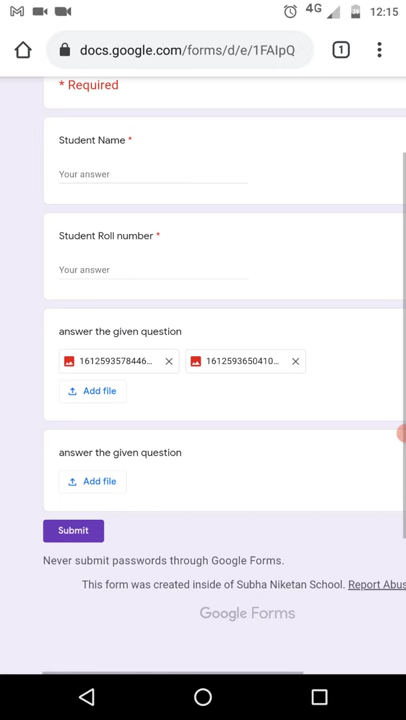 4G 12:15
docs.google.com/forms/d/e/1FAIpQ 1
* Required
Student Name *
Your answer
Student Roll number *
Your answer
answer the given question
1612593578446... 1612593650410...
Add file
answer the given question
Add file
Submit
Never submit passwords through Google Forms.
This form was created inside of Subha Niketan School. Report Abus
Google Forms